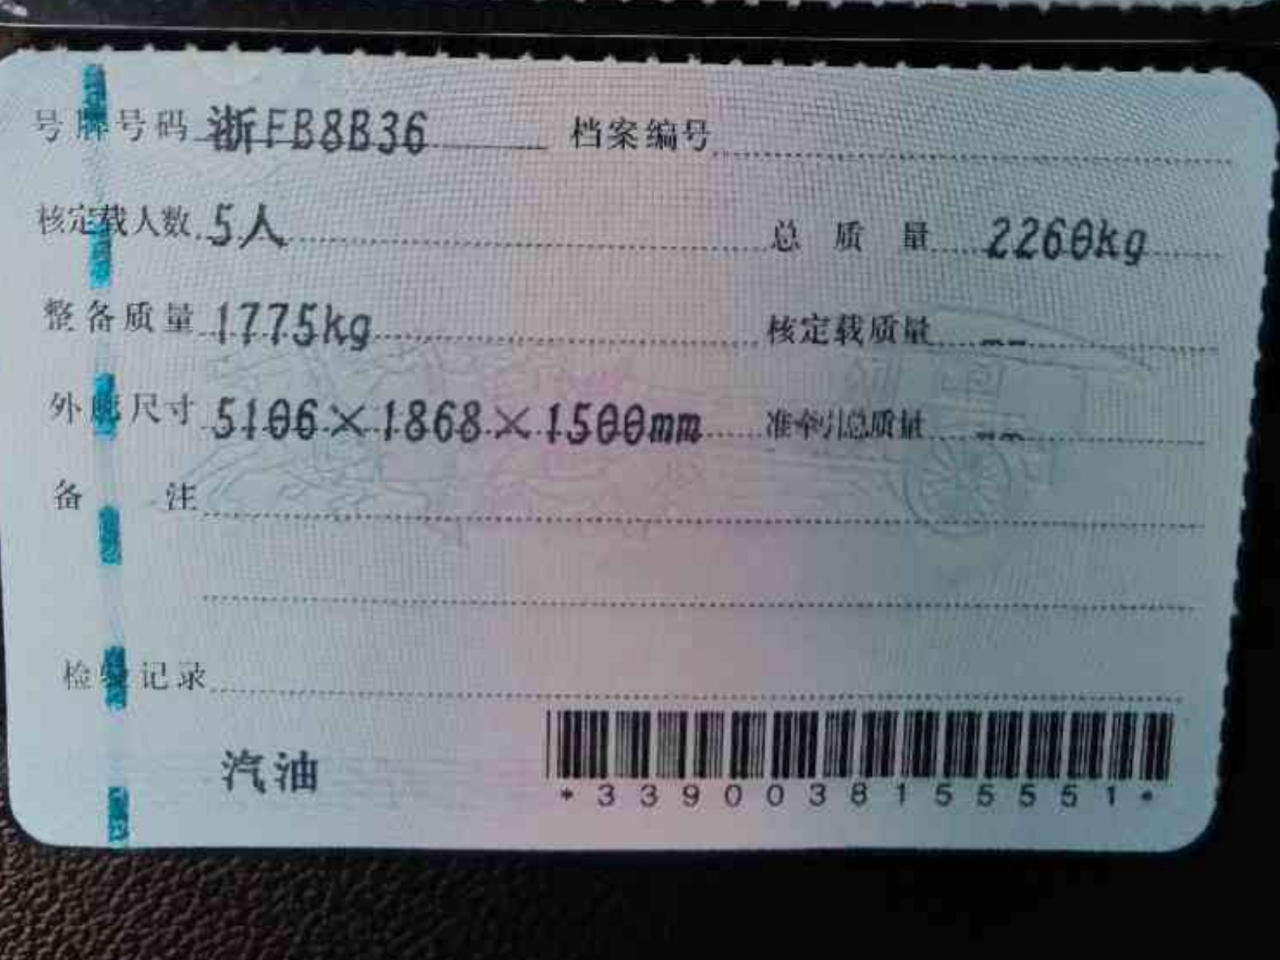 号牌号码 浙FB8B36 档案编号
核定载人数 5人 总质量 2260kg
整备质量 1775kg 核定载质量 --
外廓尺寸 5106×1868×1500mm 准牵引总质量 --
备注
检验记录
汽油
*3390038155551*